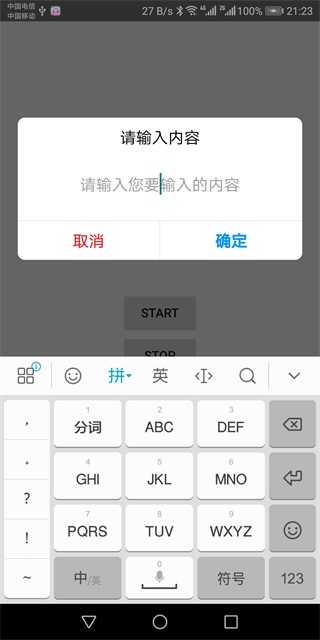 中国电信
中国移动
27 B/s 4G 2G 100% 21:23
请输入内容
请输入您要输入的内容
取消 确定
START
STOP
拼 英
, 1 分词 2 ABC 3 DEF
。 4 GHI 5 JKL 6 MNO
? 7 PQRS 8 TUV 9 WXYZ
!
~ 中/英 0 符号 123